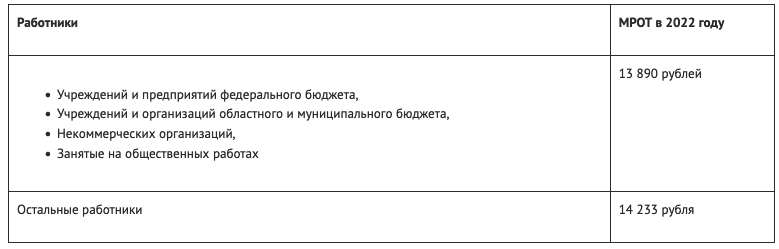 Работники
МРОТ в 2022 году
13 890 рублей
Учреждений и предприятий федерального бюджета,
Учреждений и организаций областного и муниципального бюджета,
Некоммерческих организаций,
Занятые на общественных работах
Остальные работники
14 233 рубля